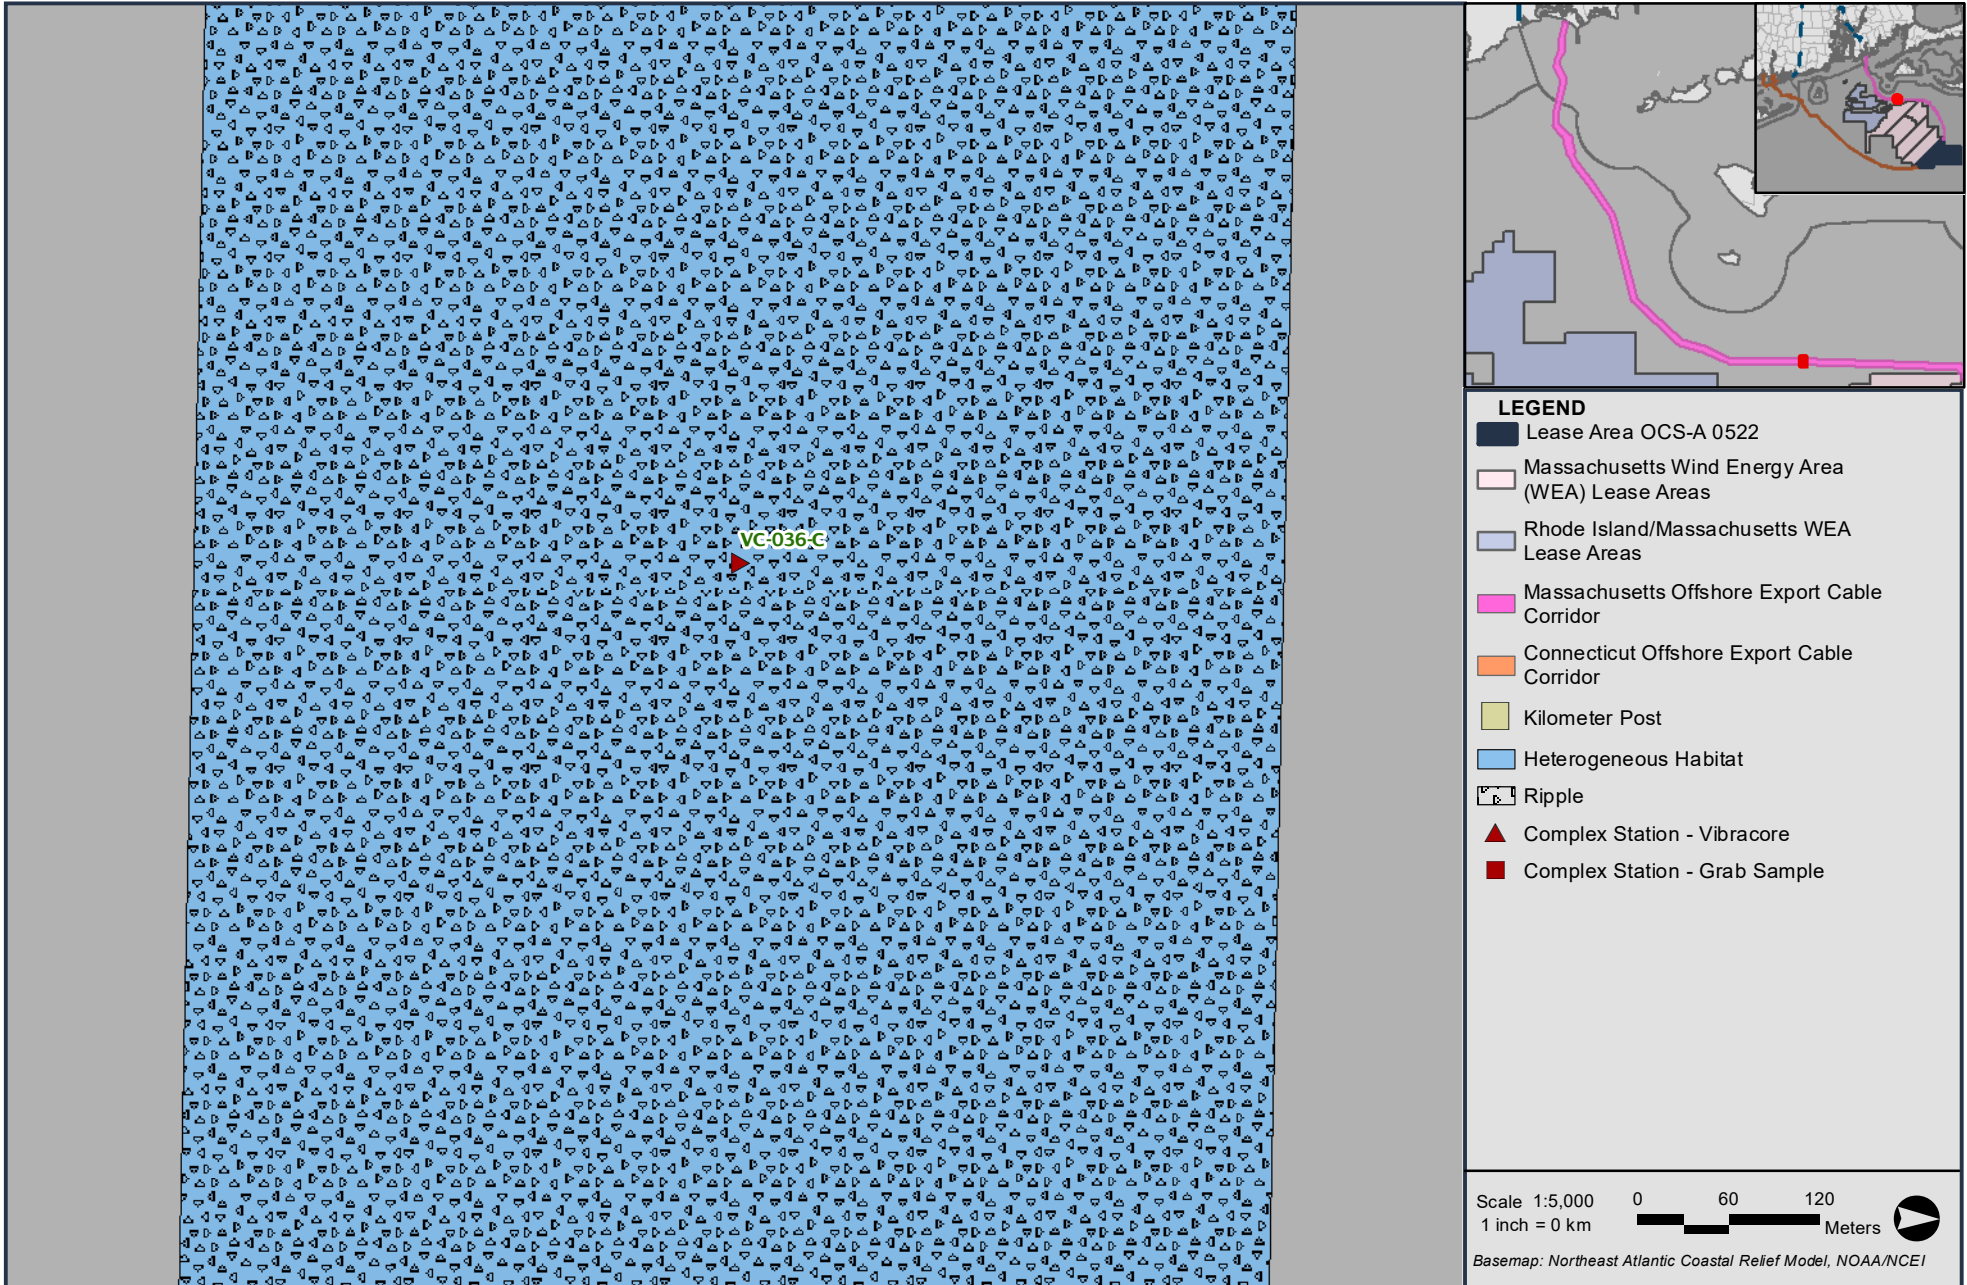 VC-036-C
LEGEND
Lease Area OCS-A 0522
Massachusetts Wind Energy Area
(WEA) Lease Areas
Rhode Island/Massachusetts WEA
Lease Areas
Massachusetts Offshore Export Cable
Corridor
Connecticut Offshore Export Cable
Corridor
Kilometer Post
Heterogeneous Habitat
Ripple
Complex Station - Vibracore
Complex Station - Grab Sample
Scale 1:5,000
1 inch = 0 km
0 60 120
Meters
Basemap: Northeast Atlantic Coastal Relief Model, NOAA/NCEI